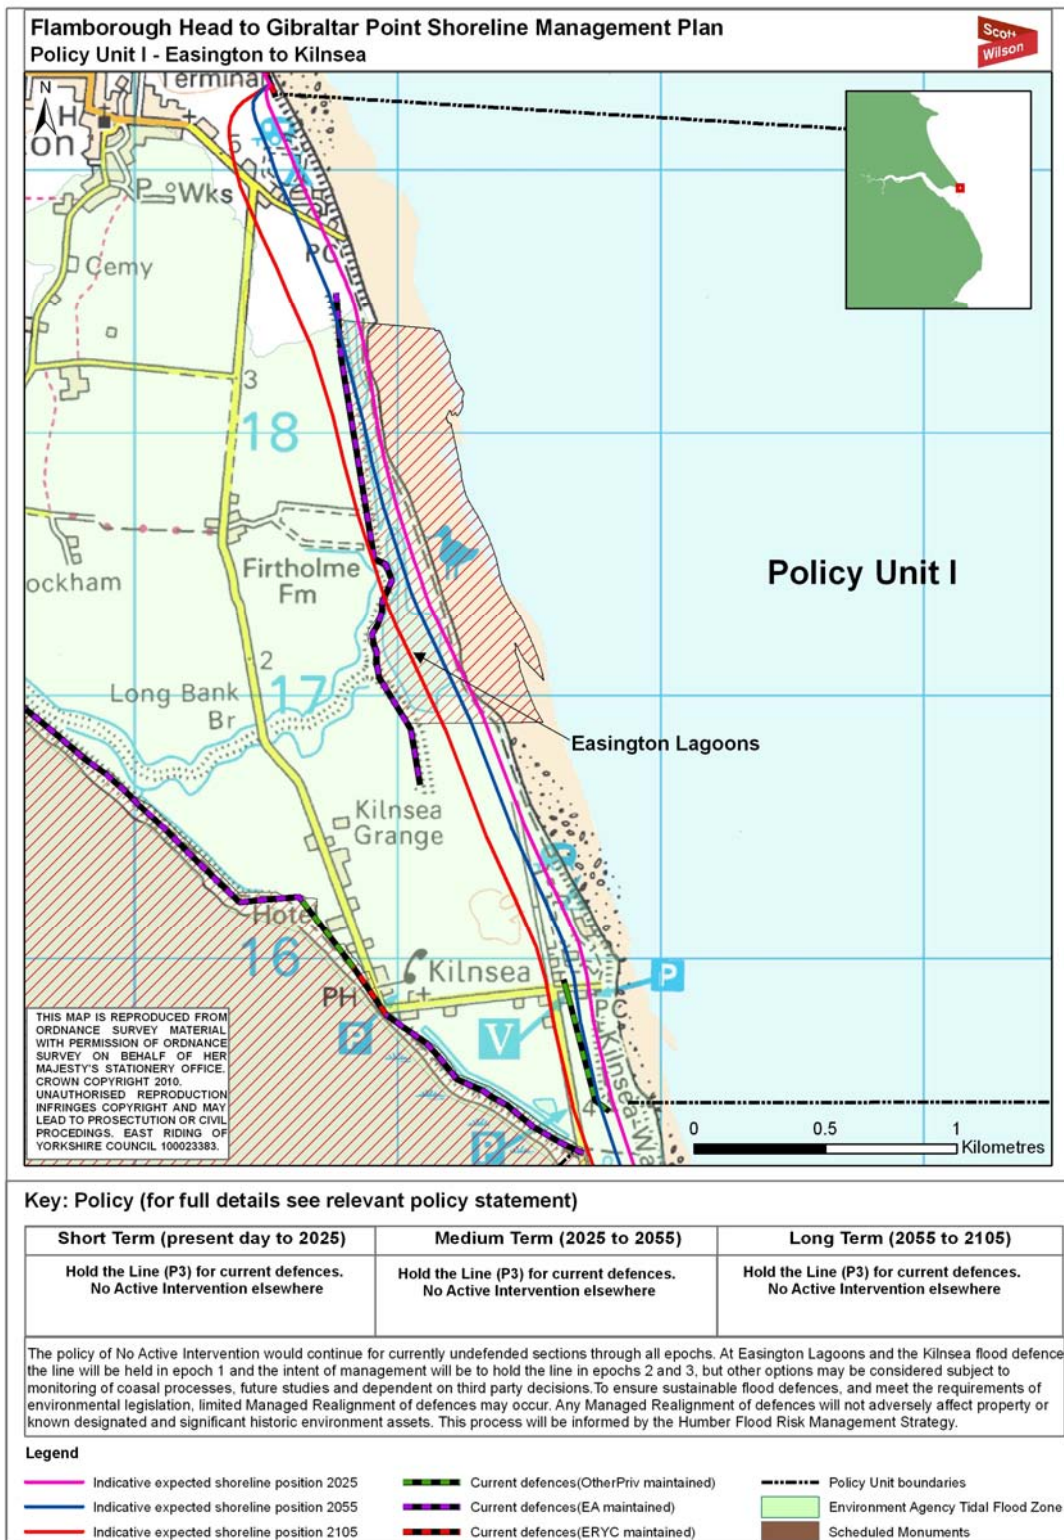 Flamborough Head to Gibraltar Point Shoreline Management Plan
Policy Unit I - Easington to Kilnsea
Scott
Wilson
Terminal
N
H
on
5
P
Wks
PC
Cemy
3
18
Firtholme
Fm
ockham
Policy Unit I
2
17
Long Bank
Br
Easington Lagoons
Kilnsea
Grange
Hotel
16
Kilnsea
P
PH
P
V
Kilnsea Wa
4
P
THIS MAP IS REPRODUCED FROM
ORDNANCE SURVEY MATERIAL
WITH PERMISSION OF ORDNANCE
SURVEY ON BEHALF OF HER
MAJESTY'S STATIONERY OFFICE.
CROWN COPYRIGHT 2010.
UNAUTHORISED REPRODUCTION
INFRINGES COPYRIGHT AND MAY
LEAD TO PROSECTUTION OR CIVIL
PROCEDINGS. EAST RIDING OF
YORKSHIRE COUNCIL 100023383.
0 0.5 1
Kilometres
Key: Policy (for full details see relevant policy statement)
Short Term (present day to 2025) Medium Term (2025 to 2055) Long Term (2055 to 2105)
Hold the Line (P3) for current defences. Hold the Line (P3) for current defences. Hold the Line (P3) for current defences.
No Active Intervention elsewhere No Active Intervention elsewhere No Active Intervention elsewhere
The policy of No Active Intervention would continue for currently undefended sections through all epochs. At Easington Lagoons and the Kilnsea flood defence
the line will be held in epoch 1 and the intent of management will be to hold the line in epochs 2 and 3, but other options may be considered subject to
monitoring of coasal processes, future studies and dependent on third party decisions.To ensure sustainable flood defences, and meet the requirements of
environmental legislation, limited Managed Realignment of defences may occur. Any Managed Realignment of defences will not adversely affect property or
known designated and significant historic environment assets. This process will be informed by the Humber Flood Risk Management Strategy.
Legend
Indicative expected shoreline position 2025 Current defences(OtherPriv maintained) Policy Unit boundaries
Indicative expected shoreline position 2055 Current defences(EA maintained) Environment Agency Tidal Flood Zone
Indicative expected shoreline position 2105 Current defences(ERYC maintained) Scheduled Monuments